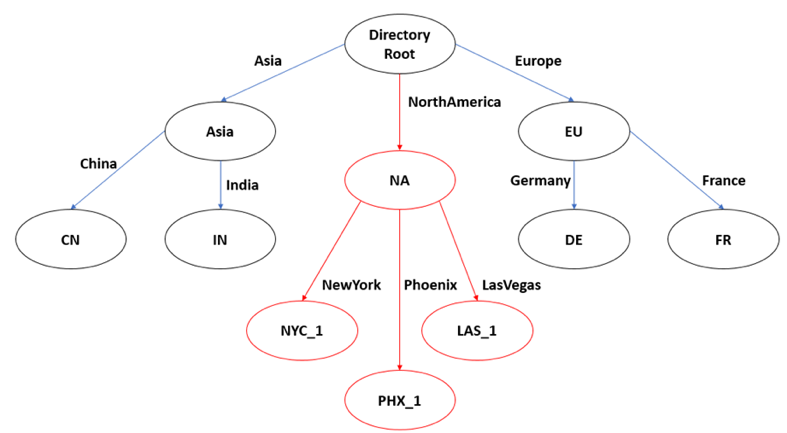 Directory
Root
Asia
Europe
NorthAmerica
Asia
EU
China
India
NA
Germany
France
CN
IN
DE
FR
NewYork
Phoenix
LasVegas
NYC_1
LAS_1
PHX_1